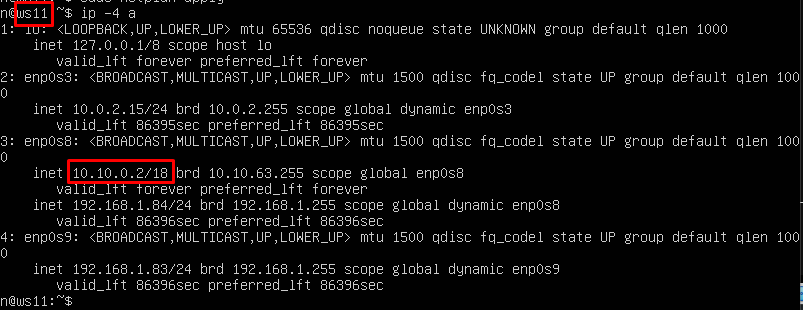 n@ws11:~$ ip -4 a
1: lo: <LOOPBACK,UP,LOWER_UP> mtu 65536 qdisc noqueue state UNKNOWN group default qlen 1000
    inet 127.0.0.1/8 scope host lo
       valid_lft forever preferred_lft forever
2: enp0s3: <BROADCAST,MULTICAST,UP,LOWER_UP> mtu 1500 qdisc fq_codel state UP group default qlen 100
0
    inet 10.0.2.15/24 brd 10.0.2.255 scope global dynamic enp0s3
       valid_lft 86395sec preferred_lft 86395sec
3: enp0s8: <BROADCAST,MULTICAST,UP,LOWER_UP> mtu 1500 qdisc fq_codel state UP group default qlen 100
0
    inet 10.10.0.2/18 brd 10.10.63.255 scope global enp0s8
       valid_lft forever preferred_lft forever
    inet 192.168.1.84/24 brd 192.168.1.255 scope global dynamic enp0s8
       valid_lft 86396sec preferred_lft 86396sec
4: enp0s9: <BROADCAST,MULTICAST,UP,LOWER_UP> mtu 1500 qdisc fq_codel state UP group default qlen 100
0
    inet 192.168.1.83/24 brd 192.168.1.255 scope global dynamic enp0s9
       valid_lft 86396sec preferred_lft 86396sec
n@ws11:~$